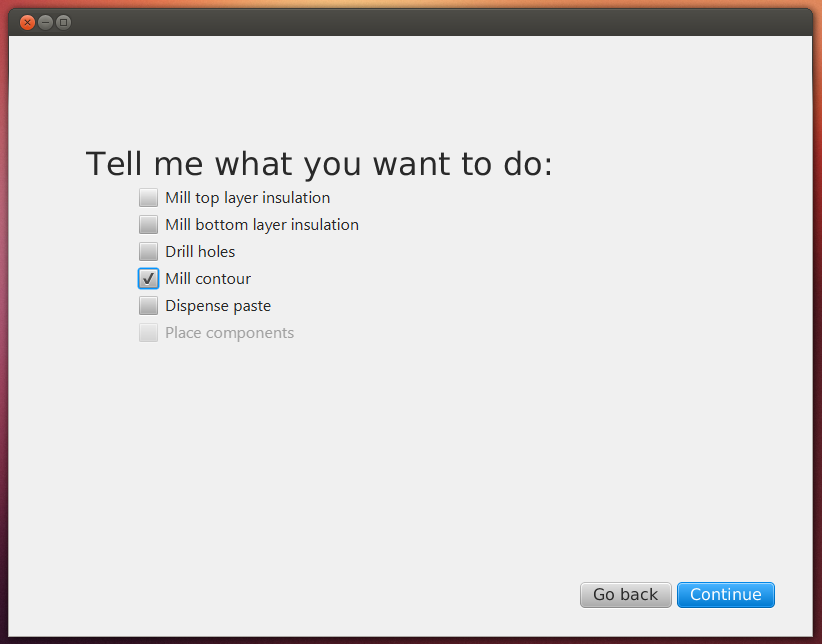 Tell me what you want to do:
Mill top layer insulation
Mill bottom layer insulation
Drill holes
Mill contour
Dispense paste
Place components
Go back
Continue